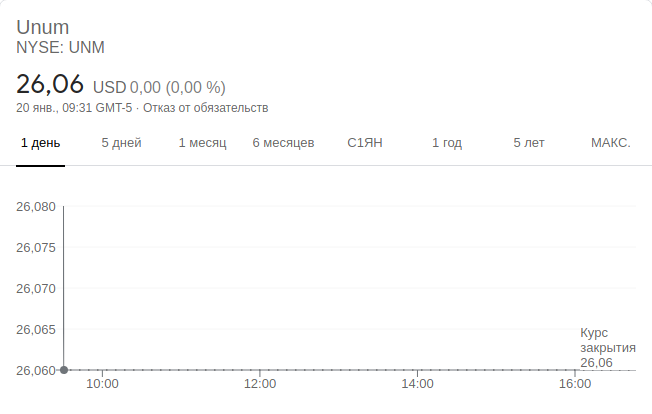 Unum
NYSE: UNM
26,06 USD 0,00 (0,00 %)
20 янв., 09:31 GMT-5 · Отказ от обязательств
1 день 5 дней 1 месяц 6 месяцев С1ЯН 1 год 5 лет МАКС.
26,080
26,075
26,070
26,065
Курс
закрытия
26,06
26,060
10:00 12:00 14:00 16:00